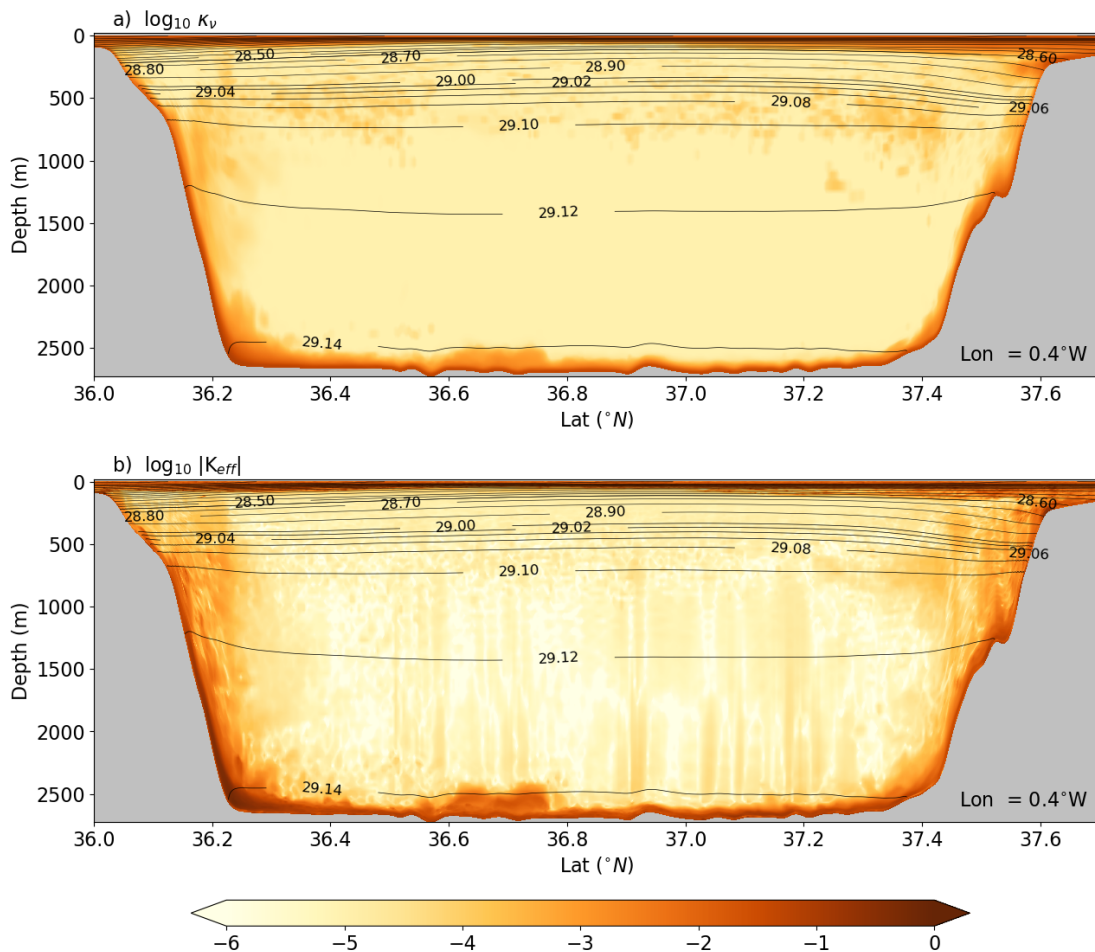 a) log₁₀ κᵥ
0
500
1000
1500
2000
2500
Depth (m)
28.50 28.70 28.60
28.80 28.90
29.00 29.02
29.04 29.08 29.06
29.10
29.12
29.14
Lon = 0.4°W
36.0 36.2 36.4 36.6 36.8 37.0 37.2 37.4 37.6
Lat (°N)
b) log₁₀ |K_eff|
0
500
1000
1500
2000
2500
Depth (m)
28.50 28.70 28.60
28.80 28.90
29.00 29.02
29.04 29.08 29.06
29.10
29.12
29.14
Lon = 0.4°W
36.0 36.2 36.4 36.6 36.8 37.0 37.2 37.4 37.6
Lat (°N)
−6 −5 −4 −3 −2 −1 0